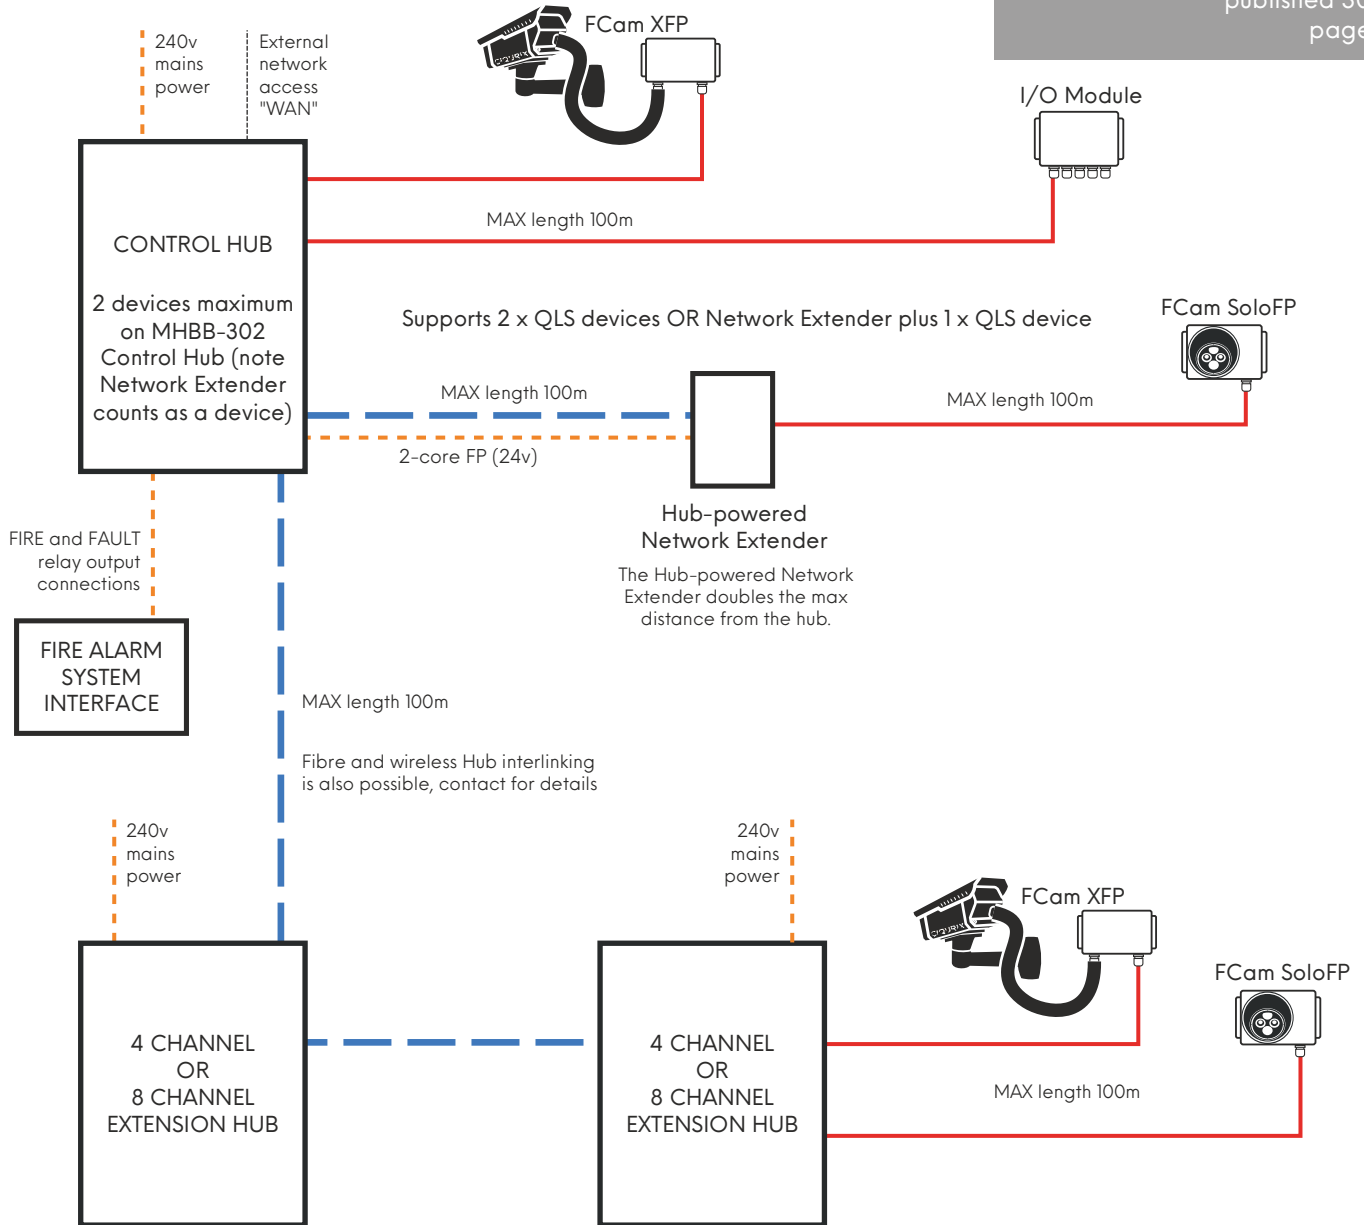 published 30
page
240v
mains
power
External
network
access
"WAN"
FCam XFP
I/O Module
MAX length 100m
CONTROL HUB
2 devices maximum
on MHBB-302
Control Hub (note
Network Extender
counts as a device)
Supports 2 x QLS devices OR Network Extender plus 1 x QLS device
FCam SoloFP
MAX length 100m
MAX length 100m
2-core FP (24v)
Hub-powered
Network Extender
The Hub-powered Network
Extender doubles the max
distance from the hub.
FIRE and FAULT
relay output
connections
FIRE ALARM
SYSTEM
INTERFACE
MAX length 100m
Fibre and wireless Hub interlinking
is also possible, contact for details
240v
mains
power
240v
mains
power
FCam XFP
FCam SoloFP
4 CHANNEL
OR
8 CHANNEL
EXTENSION HUB
4 CHANNEL
OR
8 CHANNEL
EXTENSION HUB
MAX length 100m